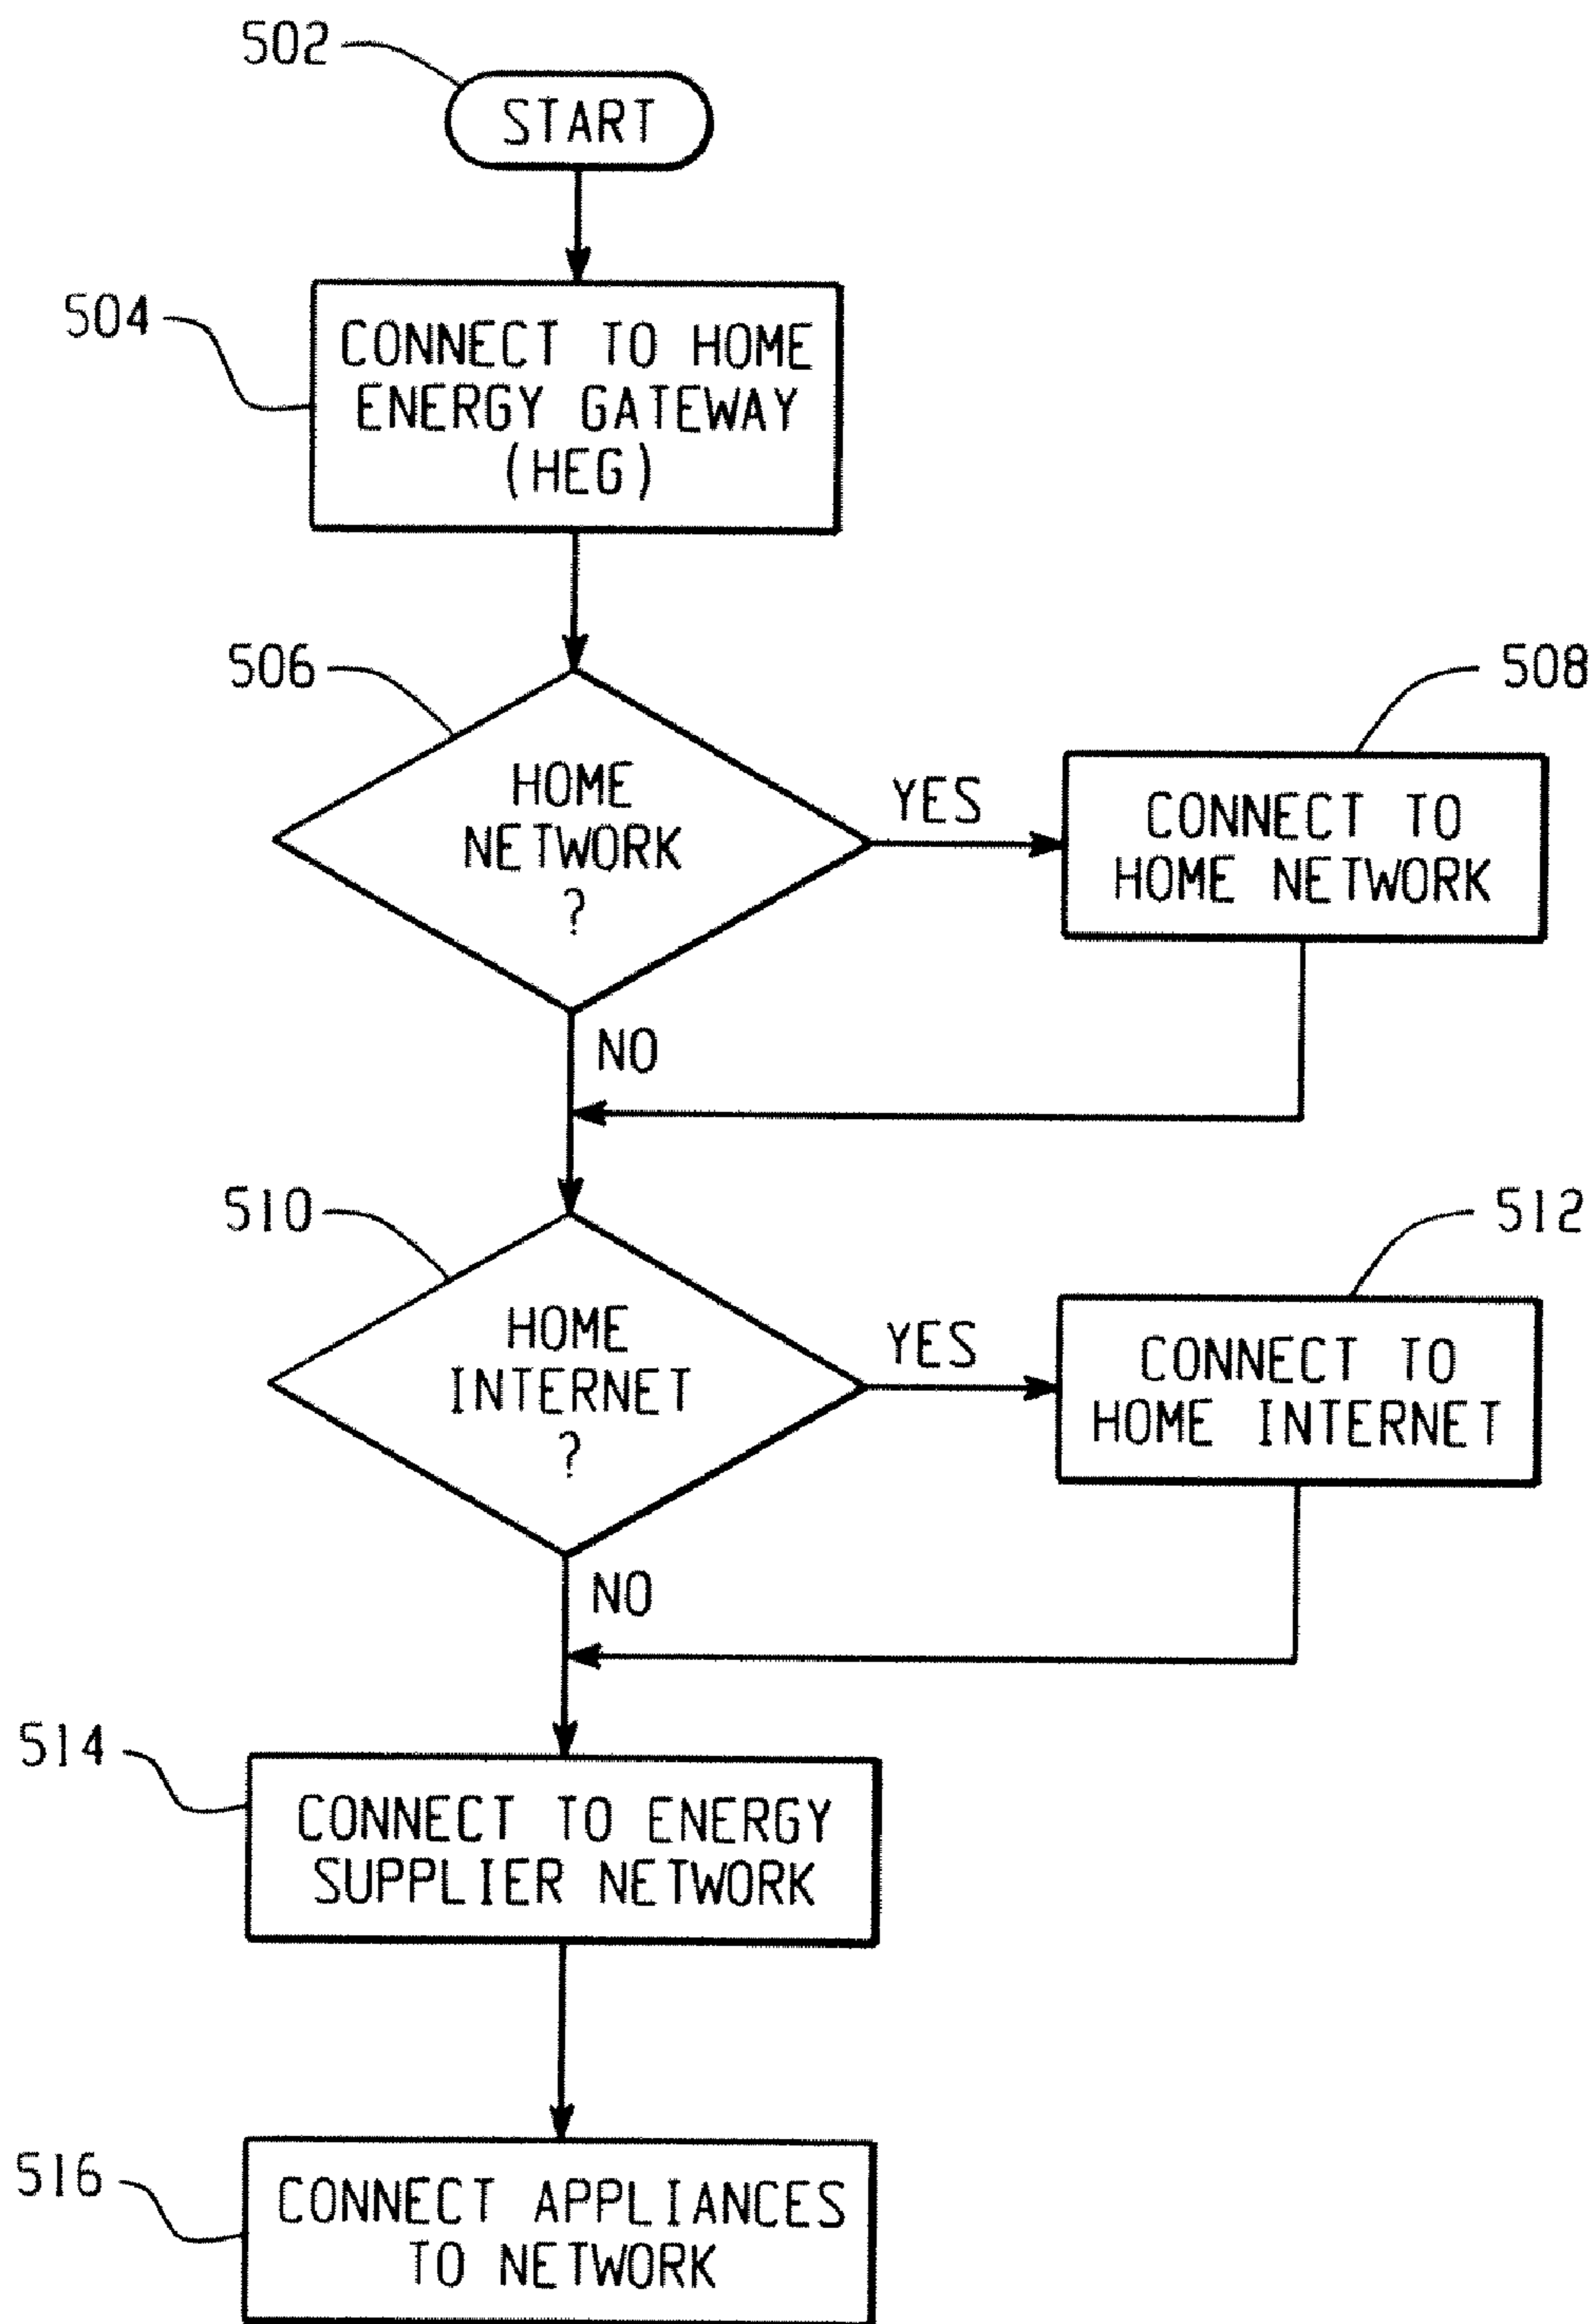 502
START
504
CONNECT TO HOME
ENERGY GATEWAY
(HEG)
506
HOME
NETWORK
?
YES
508
CONNECT TO
HOME NETWORK
NO
510
HOME
INTERNET
?
YES
512
CONNECT TO
HOME INTERNET
NO
514
CONNECT TO ENERGY
SUPPLIER NETWORK
516
CONNECT APPLIANCES
TO NETWORK